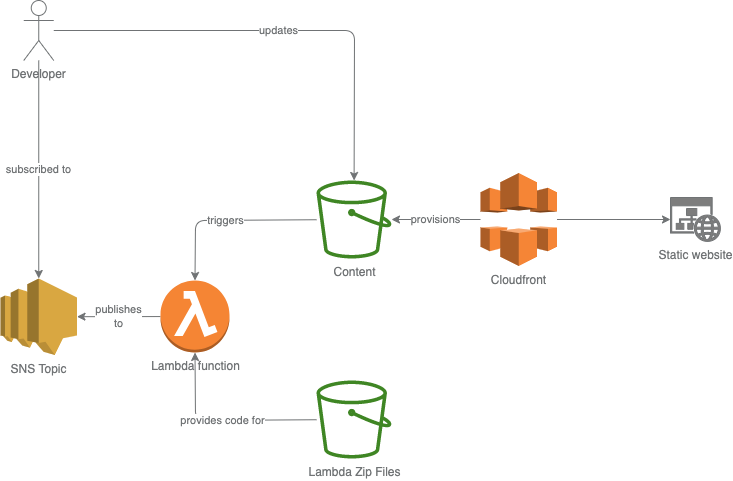 updates
Developer
subscribed to
triggers
provisions
Static website
Content
Cloudfront
publishes
to
Lambda function
SNS Topic
provides code for
Lambda Zip Files